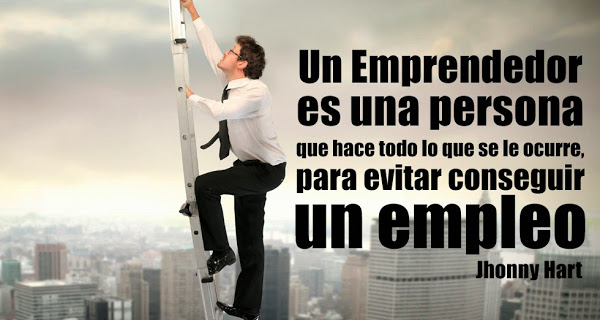 Un Emprendedor
es una persona
que hace todo lo que se le ocurre,
para evitar conseguir
un empleo
Jhonny Hart